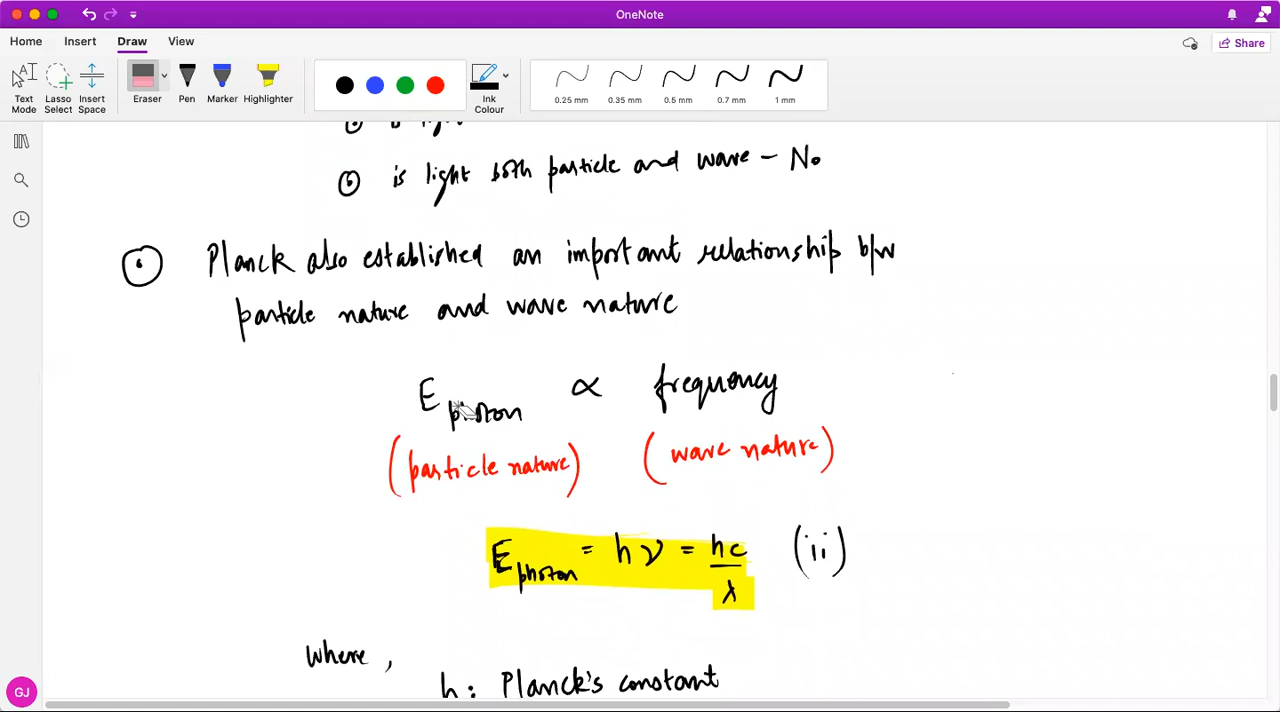 OneNote
Home Insert Draw View
Share
Text Mode
Lasso Select
Insert Space
Eraser
Pen
Marker
Highlighter
Ink Colour
0.25 mm 0.35 mm 0.5 mm 0.7 mm 1 mm
is light
is light both particle and wave - No
Planck also established an important relationship b/w
particle nature and wave nature
E photon ∝ frequency
(particle nature) (wave nature)
E photon = hν = hc/λ (ii)
where,
h: Planck's constant
GJ